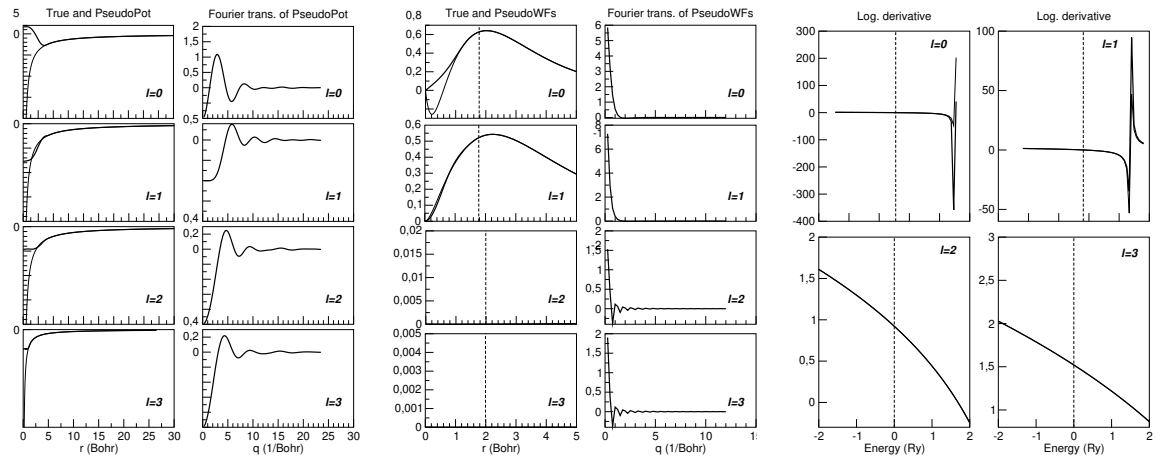 True and PseudoPot
Fourier trans. of PseudoPot
True and PseudoWFs
Fourier trans. of PseudoWFs
Log. derivative
Log. derivative
5
0
l=0
2
1,5
1
0,5
0
l=0
0,8
0,6
0,4
0,2
0
l=0
6
5
4
3
2
1
0
l=0
300
200
100
0
-100
-200
-300
-400
l=0
100
50
0
-50
l=1
0
l=1
0,5
0
l=1
0,6
0,5
0,4
0,3
0,2
0,1
0
l=1
8
6
4
2
0
l=1
0
l=2
0,4
0,2
0
l=2
0,02
0,015
0,01
0,005
0
l=2
2
1,5
1
0,5
0
l=2
2
1,5
1
0,5
0
l=2
3
2,5
2
1,5
1
l=3
0
l=3
0,4
0,2
0
l=3
0,005
0,004
0,003
0,002
0,001
0
l=3
2
1,5
1
0,5
0
l=3
0 5 10 15 20 25 30
r (Bohr)
0 5 10 15 20 25 30
q (1/Bohr)
0 1 2 3 4 5
r (Bohr)
0 5 10 15
q (1/Bohr)
-2 -1 0 1 2
Energy (Ry)
-2 -1 0 1 2
Energy (Ry)